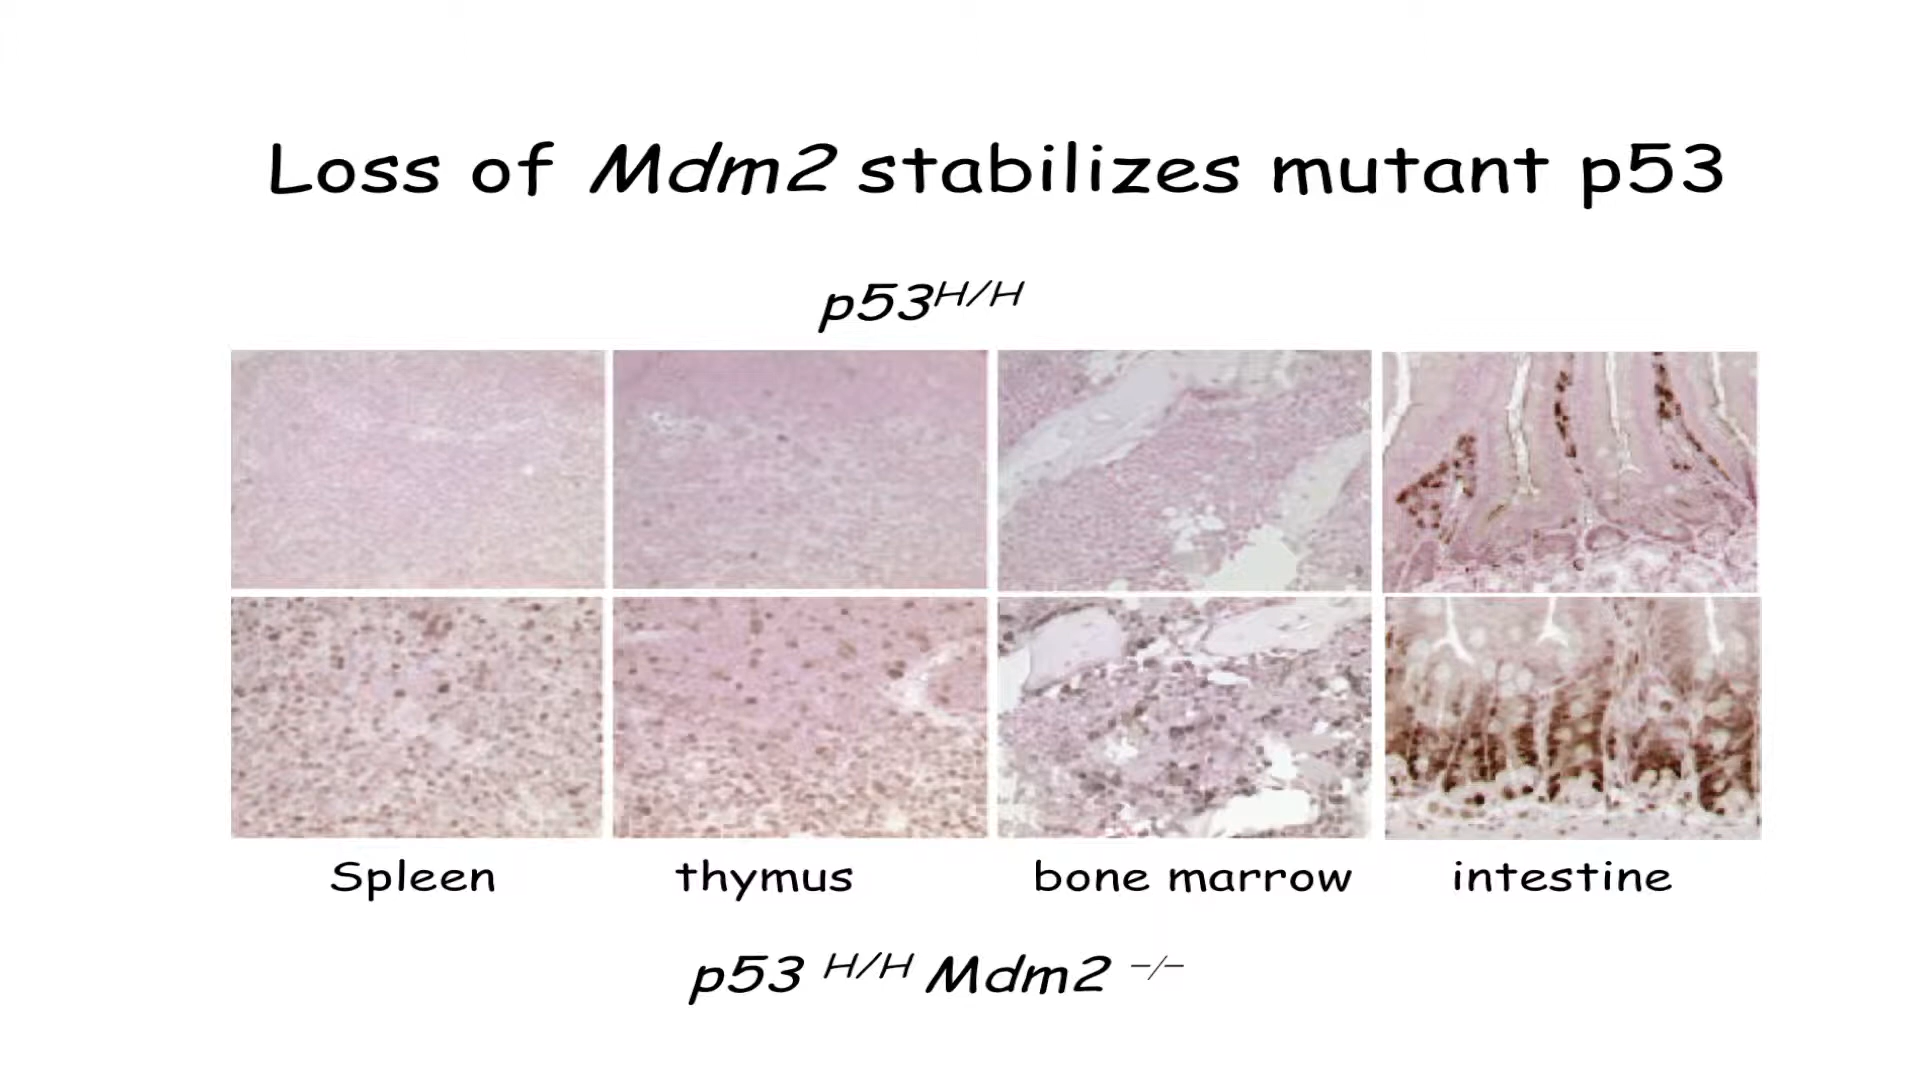 Loss of Mdm2 stabilizes mutant p53
p53H/H
Spleen thymus bone marrow intestine
p53 H/H Mdm2 -/-